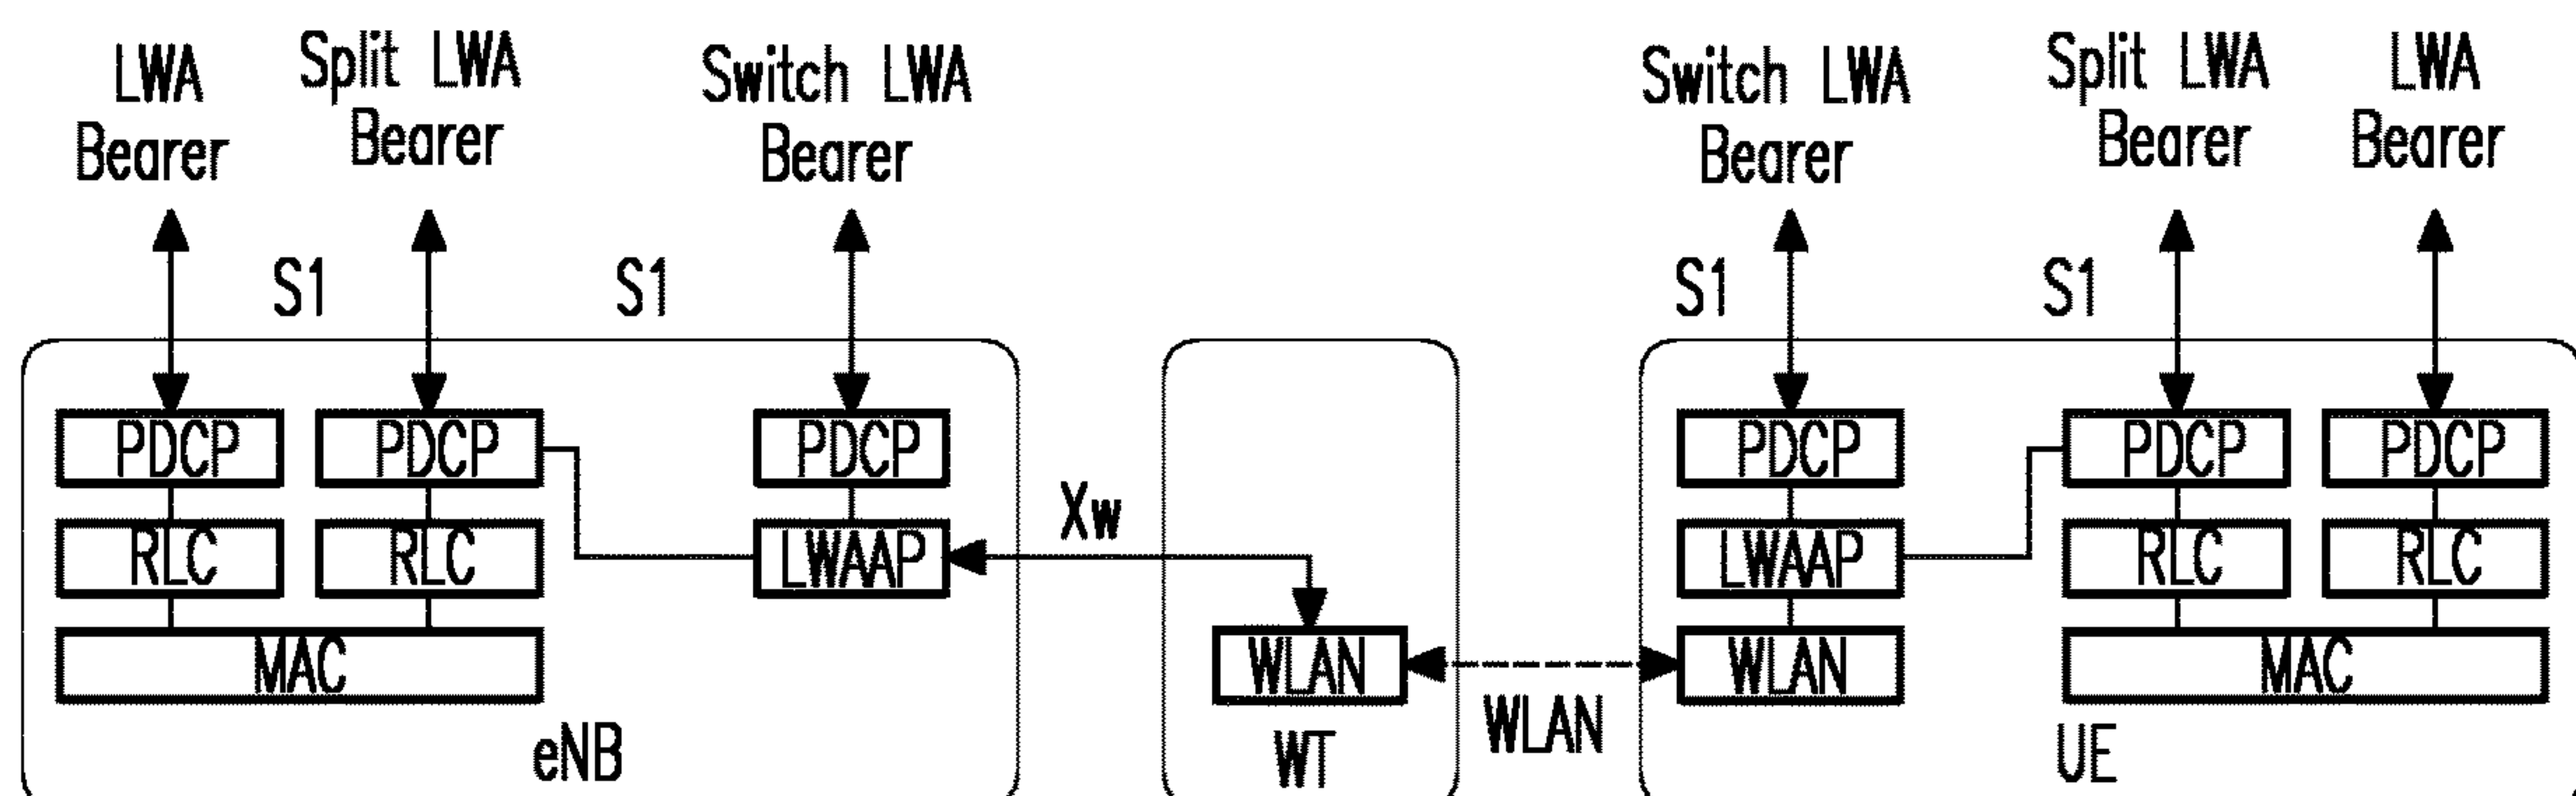 LWA
Bearer
Split LWA
Bearer
Switch LWA
Bearer
Switch LWA
Bearer
Split LWA
Bearer
LWA
Bearer
S1
S1
S1
S1
PDCP
PDCP
PDCP
PDCP
PDCP
PDCP
Xw
RLC
RLC
LWAAP
LWAAP
RLC
RLC
MAC
WLAN
WLAN
MAC
eNB
WT
WLAN
UE